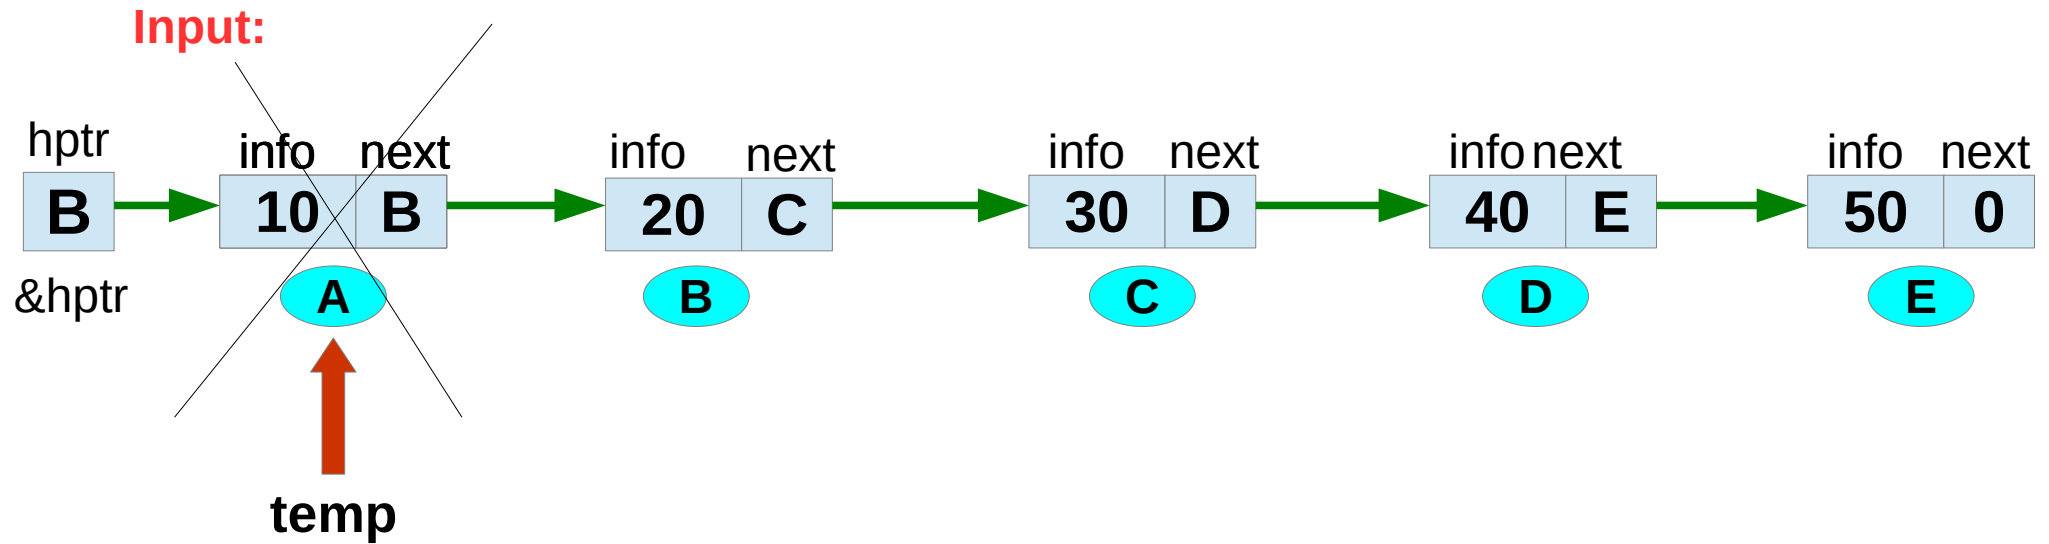 Input:
hptr info next info next info next info next info next
B 10 B 20 C 30 D 40 E 50 0
&hptr A B C D E
temp